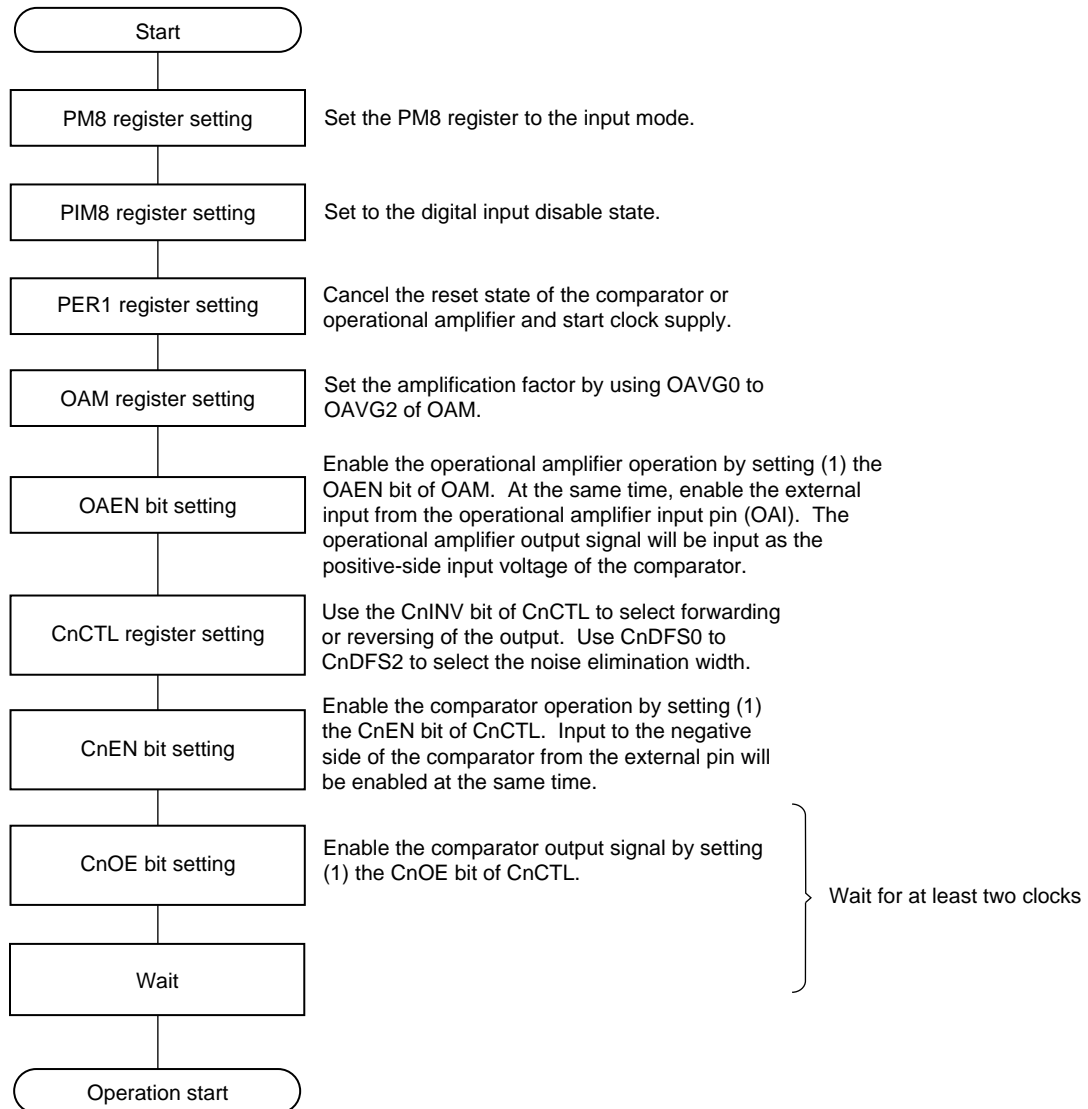 Start
PM8 register setting
Set the PM8 register to the input mode.
PIM8 register setting
Set to the digital input disable state.
PER1 register setting
Cancel the reset state of the comparator or
operational amplifier and start clock supply.
OAM register setting
Set the amplification factor by using OAVG0 to
OAVG2 of OAM.
OAEN bit setting
Enable the operational amplifier operation by setting (1) the
OAEN bit of OAM.  At the same time, enable the external
input from the operational amplifier input pin (OAI).  The
operational amplifier output signal will be input as the
positive-side input voltage of the comparator.
CnCTL register setting
Use the CnINV bit of CnCTL to select forwarding
or reversing of the output.  Use CnDFS0 to
CnDFS2 to select the noise elimination width.
CnEN bit setting
Enable the comparator operation by setting (1)
the CnEN bit of CnCTL.  Input to the negative
side of the comparator from the external pin will
be enabled at the same time.
CnOE bit setting
Enable the comparator output signal by setting
(1) the CnOE bit of CnCTL.
Wait for at least two clocks
Wait
Operation start